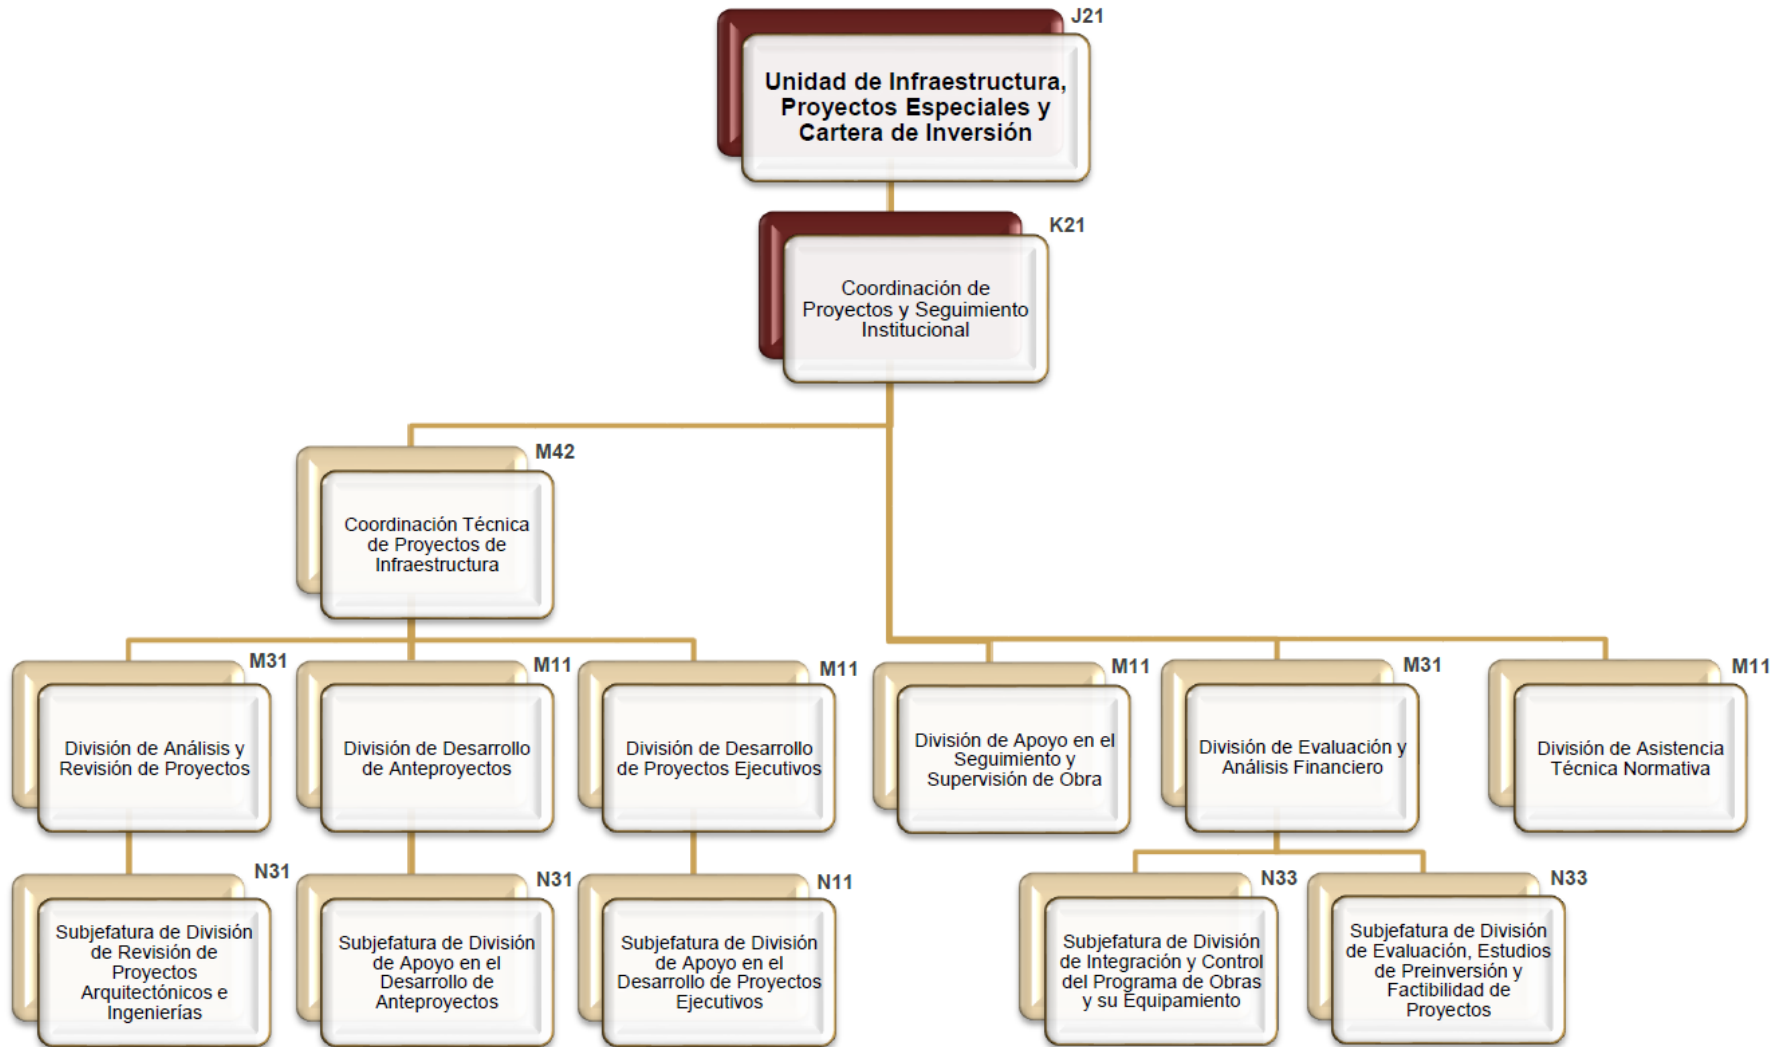 J21
Unidad de Infraestructura,
Proyectos Especiales y
Cartera de Inversión
K21
Coordinación de
Proyectos y Seguimiento
Institucional
M42
Coordinación Técnica
de Proyectos de
Infraestructura
M31
División de Análisis y
Revisión de Proyectos
M11
División de Desarrollo
de Anteproyectos
M11
División de Desarrollo
de Proyectos Ejecutivos
M11
División de Apoyo en el
Seguimiento y
Supervisión de Obra
M31
División de Evaluación y
Análisis Financiero
M11
División de Asistencia
Técnica Normativa
N31
Subjefatura de División
de Revisión de
Proyectos
Arquitectónicos e
Ingenierías
N31
Subjefatura de División
de Apoyo en el
Desarrollo de
Anteproyectos
N11
Subjefatura de División
de Apoyo en el
Desarrollo de Proyectos
Ejecutivos
N33
Subjefatura de División
de Integración y Control
del Programa de Obras
y su Equipamiento
N33
Subjefatura de División
de Evaluación, Estudios
de Preinversión y
Factibilidad de
Proyectos